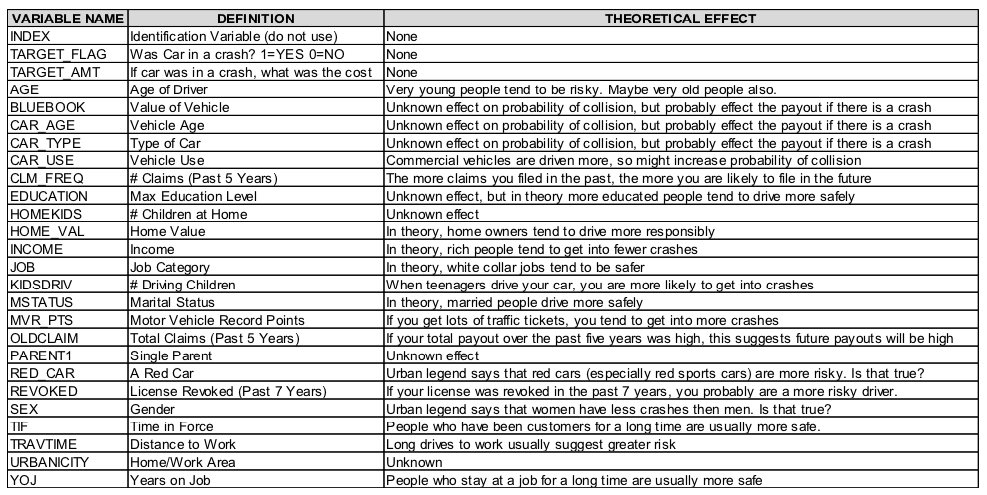 VARIABLE NAME DEFINITION THEORETICAL EFFECT
INDEX Identification Variable (do not use) None
TARGET_FLAG Was Car in a crash? 1=YES 0=NO None
TARGET_AMT If car was in a crash, what was the cost None
AGE Age of Driver Very young people tend to be risky. Maybe very old people also.
BLUEBOOK Value of Vehicle Unknown effect on probability of collision, but probably effect the payout if there is a crash
CAR_AGE Vehicle Age Unknown effect on probability of collision, but probably effect the payout if there is a crash
CAR_TYPE Type of Car Unknown effect on probability of collision, but probably effect the payout if there is a crash
CAR_USE Vehicle Use Commercial vehicles are driven more, so might increase probability of collision
CLM_FREQ # Claims (Past 5 Years) The more claims you filed in the past, the more you are likely to file in the future
EDUCATION Max Education Level Unknown effect, but in theory more educated people tend to drive more safely
HOMEKIDS # Children at Home Unknown effect
HOME_VAL Home Value In theory, home owners tend to drive more responsibly
INCOME Income In theory, rich people tend to get into fewer crashes
JOB Job Category In theory, white collar jobs tend to be safer
KIDSDRIV # Driving Children When teenagers drive your car, you are more likely to get into crashes
MSTATUS Marital Status In theory, married people drive more safely
MVR_PTS Motor Vehicle Record Points If you get lots of traffic tickets, you tend to get into more crashes
OLDCLAIM Total Claims (Past 5 Years) If your total payout over the past five years was high, this suggests future payouts will be high
PARENT1 Single Parent Unknown effect
RED_CAR A Red Car Urban legend says that red cars (especially red sports cars) are more risky. Is that true?
REVOKED License Revoked (Past 7 Years) If your license was revoked in the past 7 years, you probably are a more risky driver.
SEX Gender Urban legend says that women have less crashes then men. Is that true?
TIF Time in Force People who have been customers for a long time are usually more safe.
TRAVTIME Distance to Work Long drives to work usually suggest greater risk
URBANICITY Home/Work Area Unknown
YOJ Years on Job People who stay at a job for a long time are usually more safe